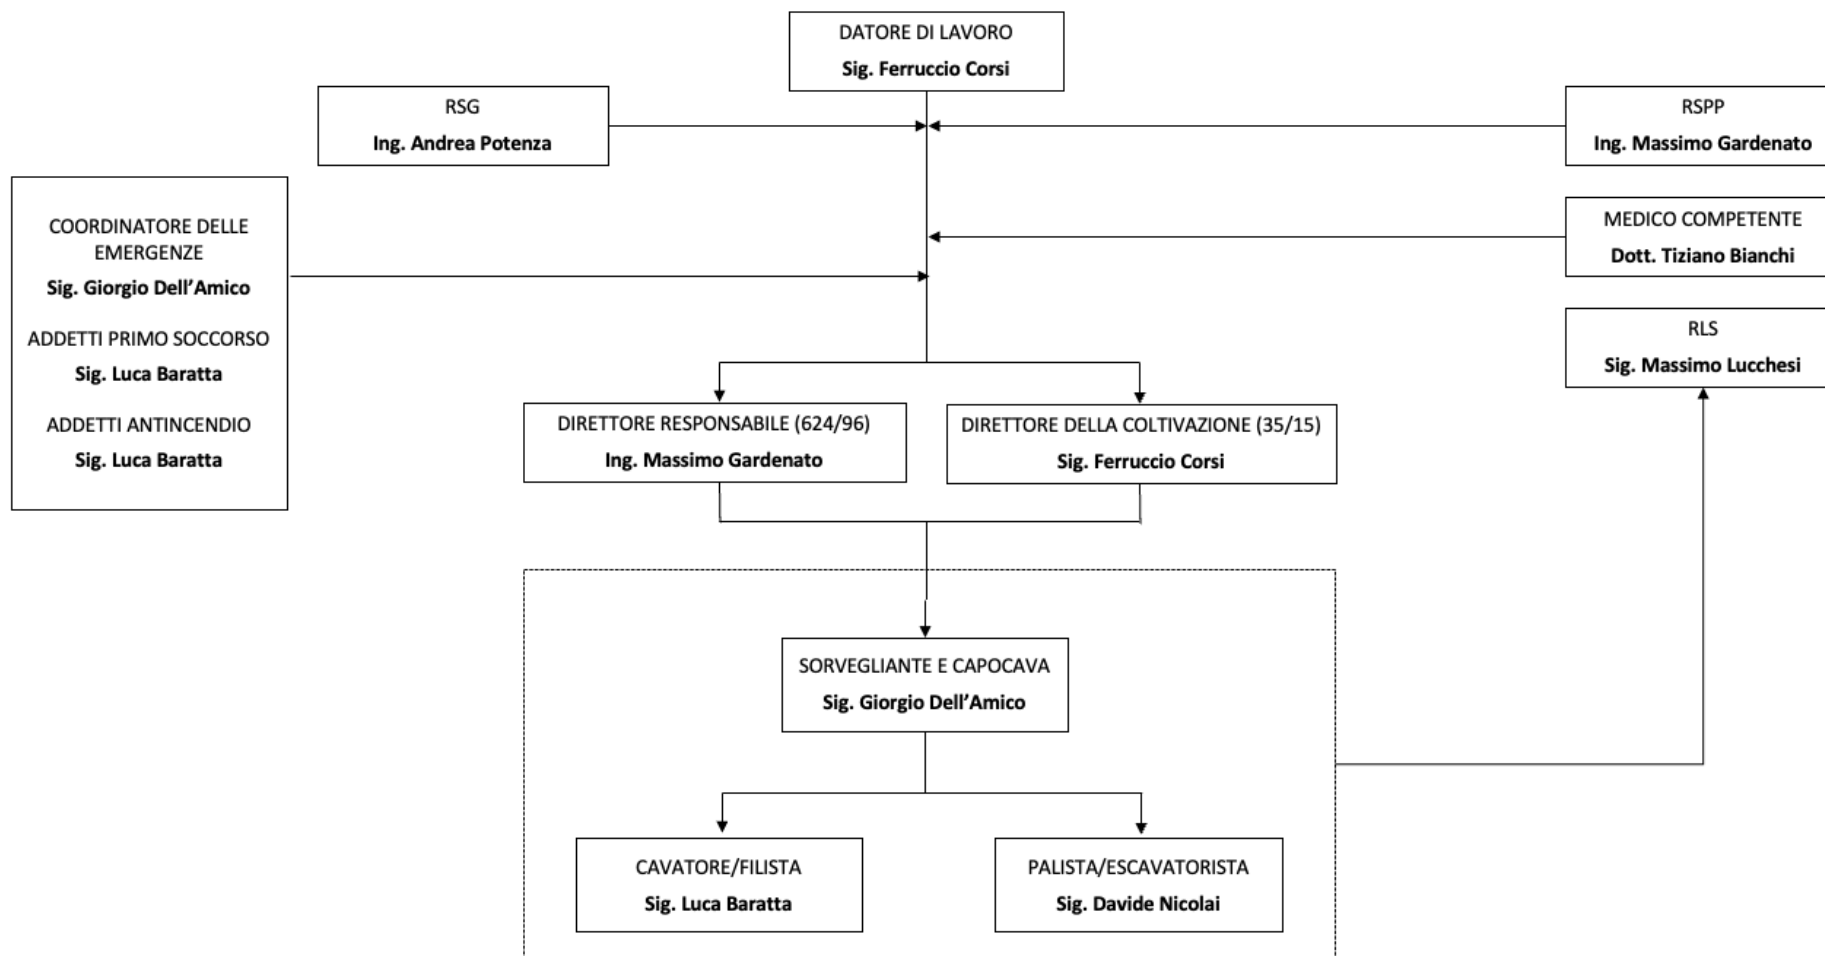 DATORE DI LAVORO
Sig. Ferruccio Corsi
RSG
Ing. Andrea Potenza
RSPP
Ing. Massimo Gardenato
COORDINATORE DELLE
EMERGENZE
Sig. Giorgio Dell'Amico
ADDETTI PRIMO SOCCORSO
Sig. Luca Baratta
ADDETTI ANTINCENDIO
Sig. Luca Baratta
MEDICO COMPETENTE
Dott. Tiziano Bianchi
RLS
Sig. Massimo Lucchesi
DIRETTORE RESPONSABILE (624/96)
Ing. Massimo Gardenato
DIRETTORE DELLA COLTIVAZIONE (35/15)
Sig. Ferruccio Corsi
SORVEGLIANTE E CAPOCAVA
Sig. Giorgio Dell'Amico
CAVATORE/FILISTA
Sig. Luca Baratta
PALISTA/ESCAVATORISTA
Sig. Davide Nicolai